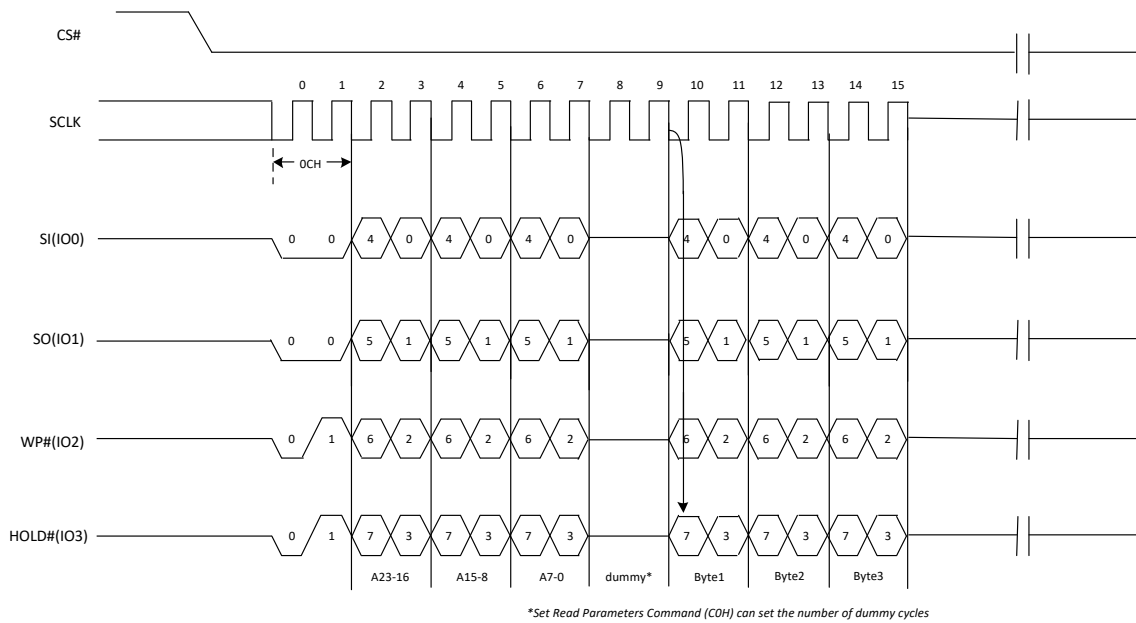 CS#
0 1 2 3 4 5 6 7 8 9 10 11 12 13 14 15
SCLK
0CH
SI(IO0) 0 0 4 0 4 0 4 0 4 0 4 0 4 0
SO(IO1) 0 0 5 1 5 1 5 1 5 1 5 1 5 1
WP#(IO2) 0 1 6 2 6 2 6 2 6 2 6 2 6 2
HOLD#(IO3) 0 1 7 3 7 3 7 3 7 3 7 3 7 3
A23-16 A15-8 A7-0 dummy* Byte1 Byte2 Byte3
*Set Read Parameters Command (C0H) can set the number of dummy cycles